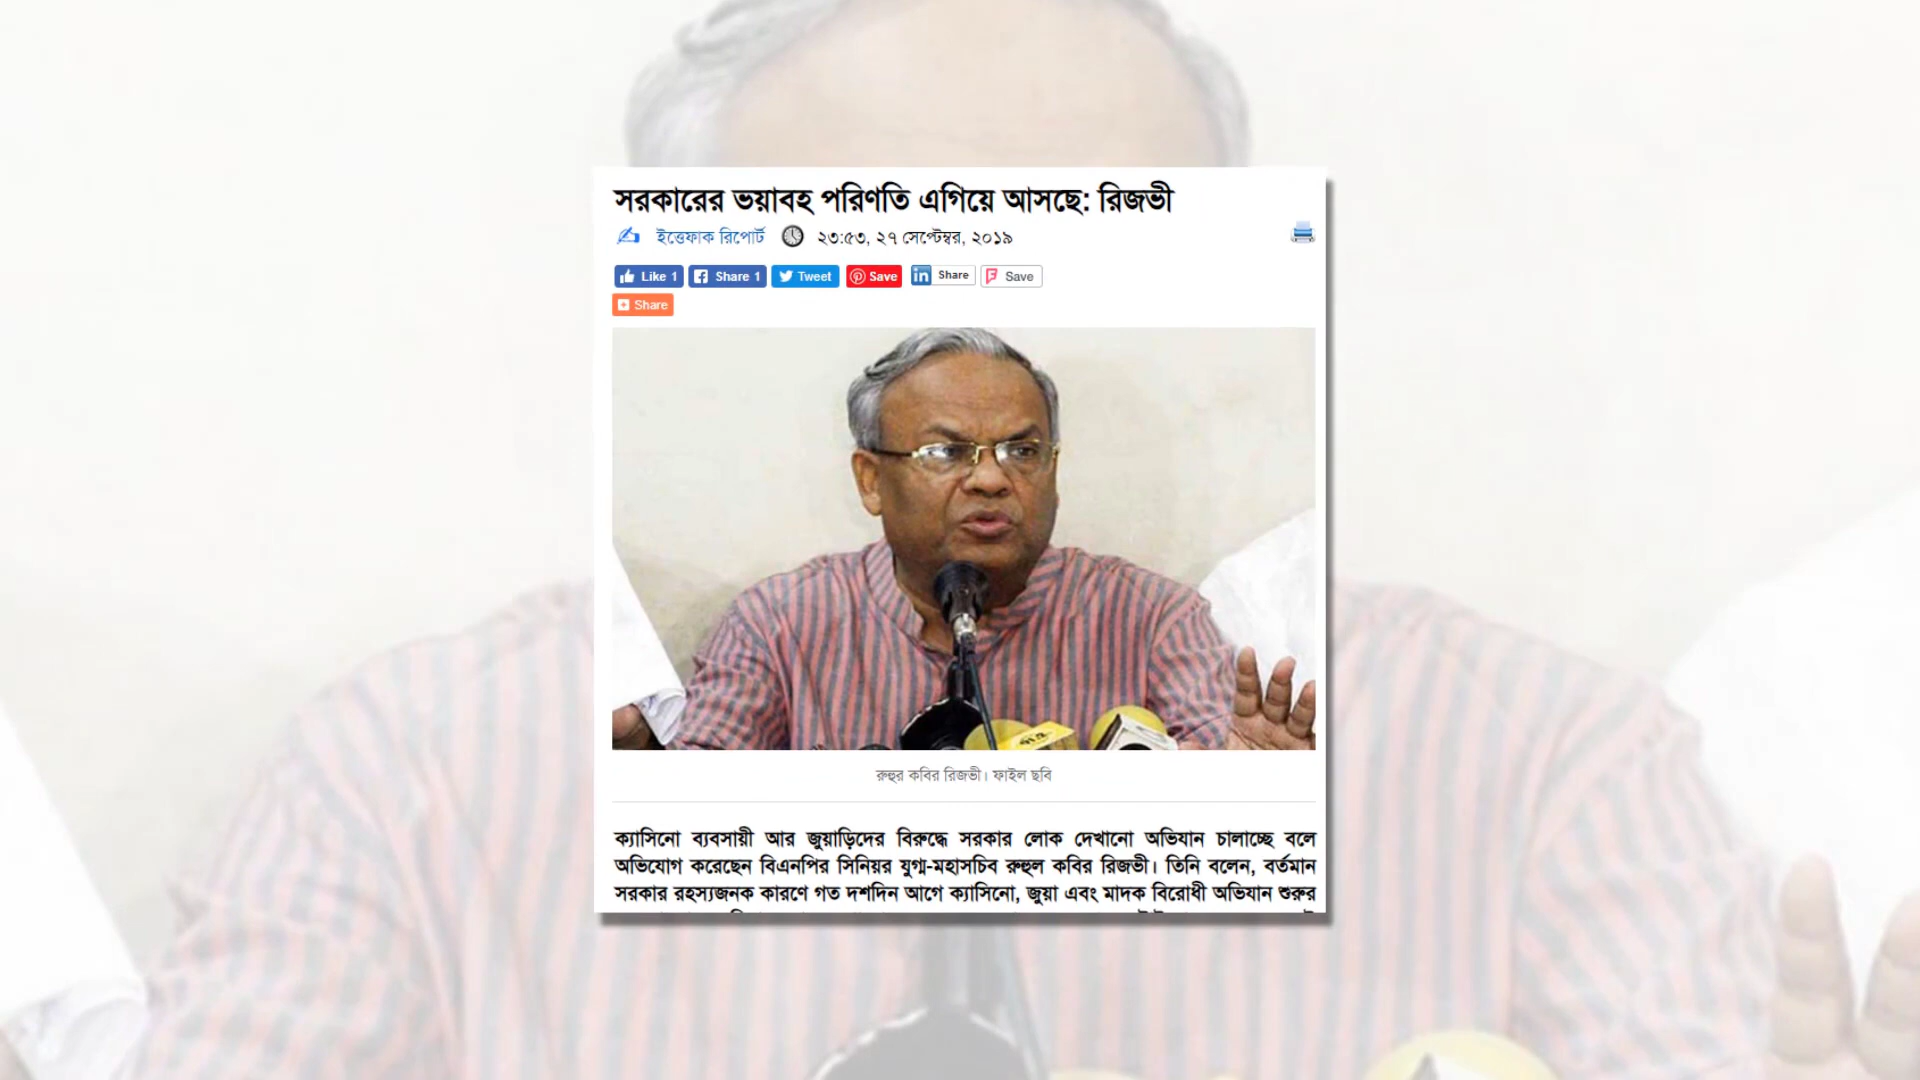 সরকারের ভয়াবহ পরিণতি এগিয়ে আসছে: রিজভী
ইত্তেফাক রিপোর্ট ২৩:৫৩, ২৭ সেপ্টেম্বর, ২০১৯
Like 1 Share 1 Tweet Save Share Save
Share
রুহুর কবির রিজভী। ফাইল ছবি
ক্যাসিনো ব্যবসায়ী আর জুয়াড়িদের বিরুদ্ধে সরকার লোক দেখানো অভিযান চালাচ্ছে বলে
অভিযোগ করেছেন বিএনপির সিনিয়র যুগ্ম-মহাসচিব রুহুল কবির রিজভী। তিনি বলেন, বর্তমান
সরকার রহস্যজনক কারণে গত দশদিন আগে ক্যাসিনো, জুয়া এবং মাদক বিরোধী অভিযান শুরুর